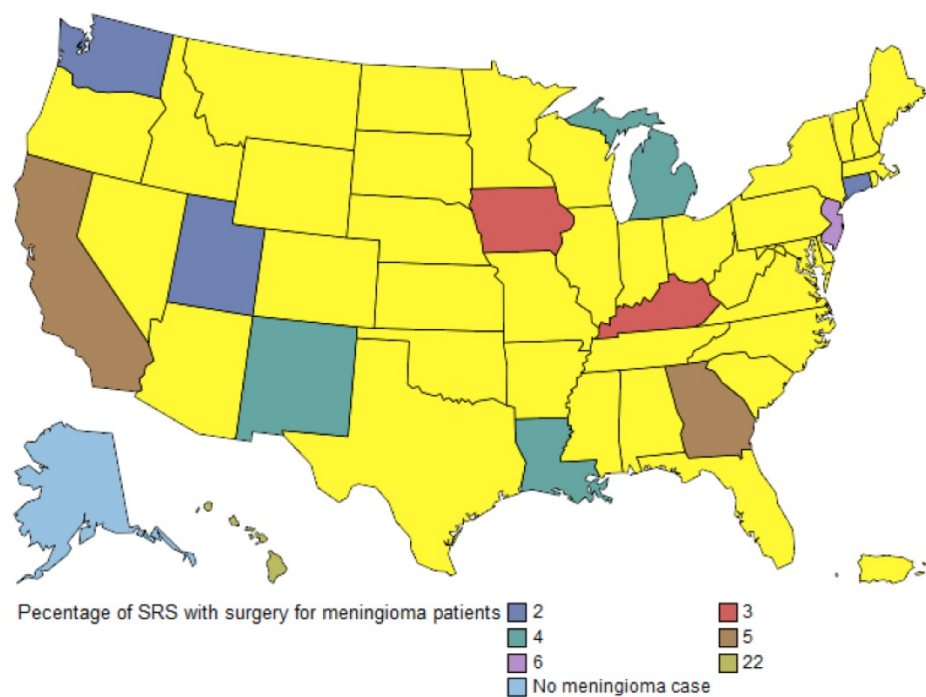 Pecentage of SRS with surgery for meningioma patients 2 3
4 5
6 22
No meningioma case